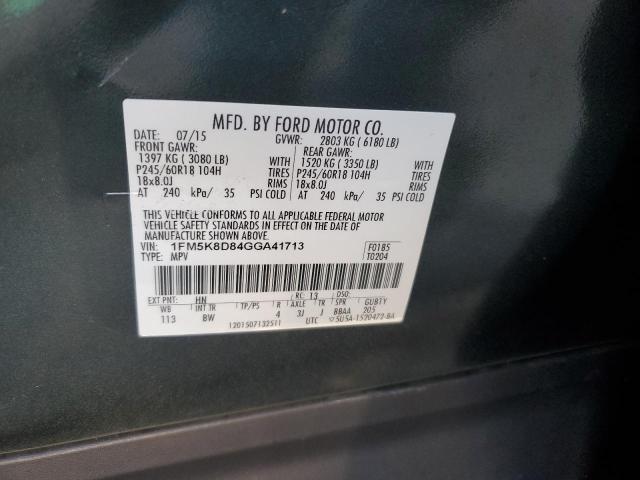 MFD. BY FORD MOTOR CO.
DATE: 07/15 GVWR: 2803 KG ( 6180 LB)
FRONT GAWR: REAR GAWR:
1397 KG ( 3080 LB) WITH 1520 KG ( 3350 LB) WITH
P245/60R18 104H TIRES P245/60R18 104H TIRES
18x8.0J RIMS 18x8.0J RIMS
AT 240 kPa/ 35 PSI COLD AT 240 kPa/ 35 PSI COLD
THIS VEHICLE CONFORMS TO ALL APPLICABLE FEDERAL MOTOR
VEHICLE SAFETY STANDARDS IN EFFECT ON THE DATE OF
MANUFACTURE SHOWN ABOVE.
VIN: 1FM5K8D84GGA41713 F0185
TYPE: MPV T0204
EXT PNT: HN RC: 13 DSO:
WB INT TR TP/PS R AXLE TR SPR GUBTY
113 BW 4 3J J BBAA 205
1201507132511 UTC